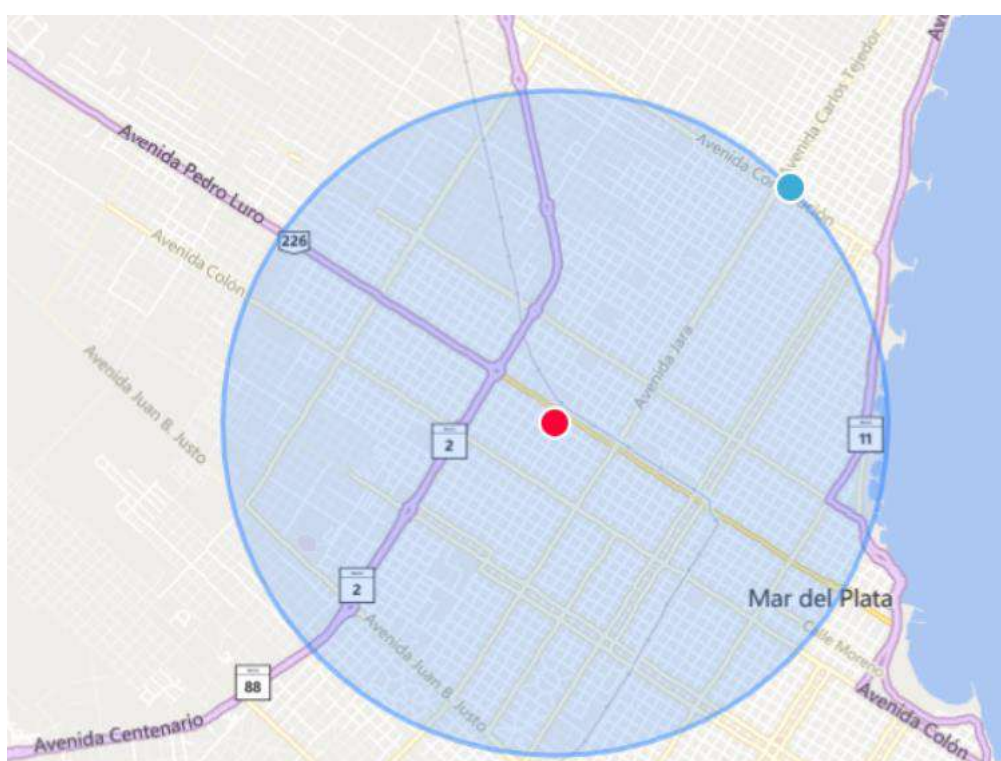 Avenida Carlos Tejedor
Avenida Pedro Luro
226
Avenida Colón
Avenida Jara
Avenida Juan B. Justo
2
11
2
Mar del Plata
Calle Moreno
Avenida Juan B. Justo
88
Avenida Colón
Avenida Centenario